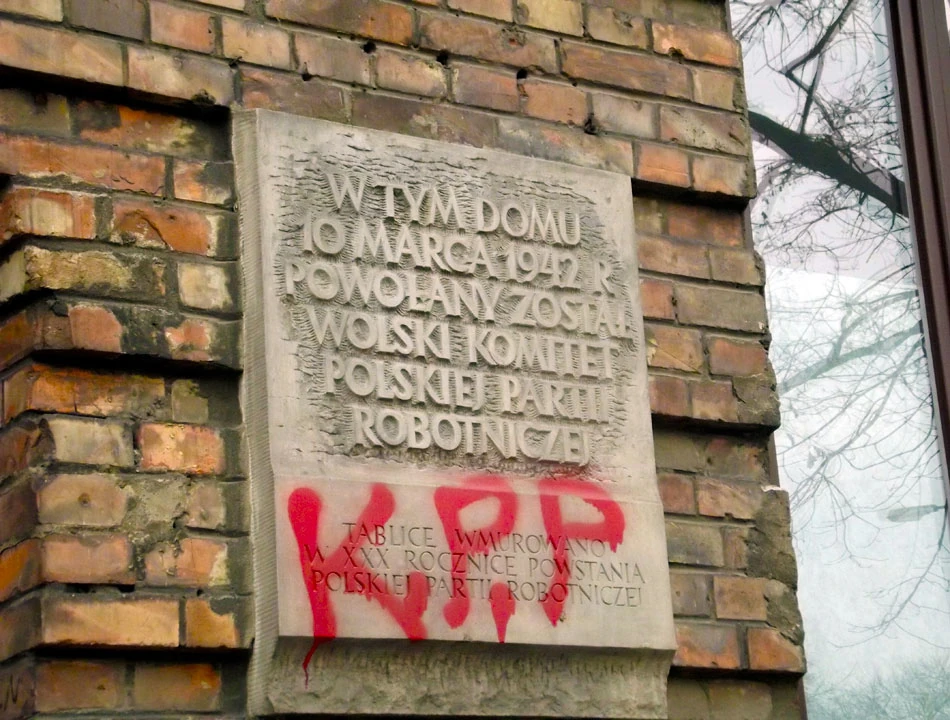 W TYM DOMU
10 MARCA 1942 R
POWOŁANY ZOSTAŁ
WOLSKI KOMITET
POLSKIEJ PARTII
ROBOTNICZEJ
KPP
TABLICE WMUROWANO
W XXX ROCZNICE POWSTANIA
POLSKIEJ PARTII ROBOTNICZEJ